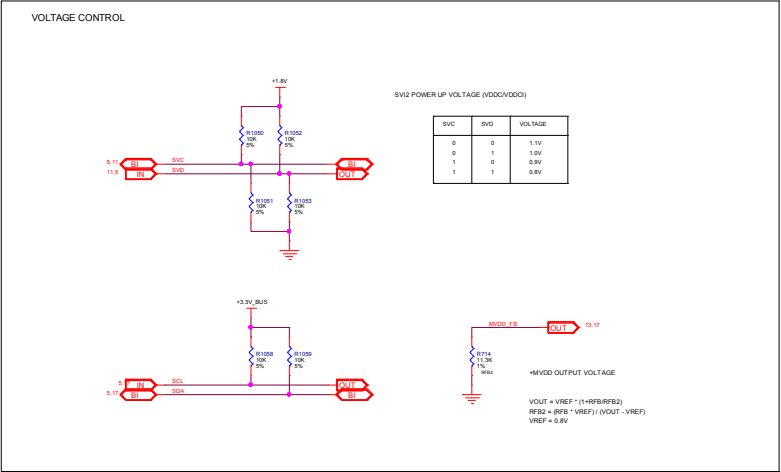 VOLTAGE CONTROL
+1.8V
SVI2 POWER UP VOLTAGE (VDDC/VDDCI)
SVC SVD VOLTAGE
0 0 1.1V
0 1 1.0V
1 0 0.9V
1 1 0.8V
R1050
10K
5%
R1052
10K
5%
5,11 BI SVC BI
11,5 IN SVD OUT
R1051
10K
5%
R1053
10K
5%
+3.3V_BUS
R1058
10K
5%
R1059
10K
5%
IN SCL OUT
5,17 BI SDA BI
MVDD_FB OUT 13,17
R714
11.3K
1%
RFB2
+MVDD OUTPUT VOLTAGE
VOUT = VREF * (1+RFB/RFB2)
RFB2 = (RFB * VREF) / (VOUT - VREF)
VREF = 0.8V